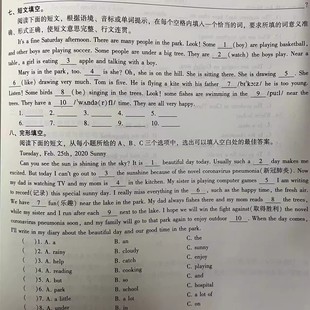 七、短文填空。
阅读下面的短文，根据语境、音标或单词提示，在每个空格内填入一个恰当的词，要求所填的词意义准
确，形式正确，使短文意思完整、行文连贯。
It's a fine Saturday afternoon. There are many people in the park. Look! Some 1 (boy) are playing basketball,
and other boys are playing soccer. Some people are under a big tree. They are 2 (watch) the boys play. Near a
table, a girl is eating 3 apple and talking with a boy.
Mary is in the park, too. 4 is she? Oh, she is on the hill. She is sitting there. She is drawing 5 . She
6 (like) drawing very much. Tom is five. He is flying a kite with his father
he is too young.
Listen! Some birds 8 (be) singing in the trees. Look! some fishes are swimming in the 9 /puːl/ near the
trees. They have a 10 time. They are all very happy.
1. 2. 3. 4. 5.
6. 7. 8. 9. 10.
八、完形填空。
阅读下面的短文，从每小题所给的 A、B、C 三个选项中，选出可以填入空白处的最佳答案。
Tuesday, Feb. 25th, 2020 Sunny
Can you see the sun is shining in the sky? It is 1 beautiful day today. Usually such a 2 day makes me
excited. But today I can't go out to 3 the sunshine because of the novel coronavirus pneumonia(新冠肺炎). Now
my dad is watching TV and my mom is 4 in the kitchen. My sister is playing computer games 5 I am writing
to record(记录) this special sunny day. I really miss everything in the 6 , such as the happy time, the fresh air.
We have 7 fun(乐趣) near the lake in the park. My dad always fishes there and my mom reads 8 the trees,
while my sister and I run after each 9 next to the lake. I hope we will win the fight against(取得胜利) the novel
coronavirus pneumonia soon, and my family will go to that park again to enjoy outdoor 10 . When the day comes,
I'll write in my diary about the beautiful day and out good time in that park.
( ) 11. A. a B. an C. the
( ) 12. A. rainy B. cloudy C. sunny
( ) 13. A. help B. catch C. enjoy
( ) 14. A. reading B. cooking C. playing
( ) 15. A. but B. so C. and
( ) 16. A. park B. school C. hospital
( ) 17. A. a little B. a lot C. a lot of
( ) 18. A. under B. in C. on